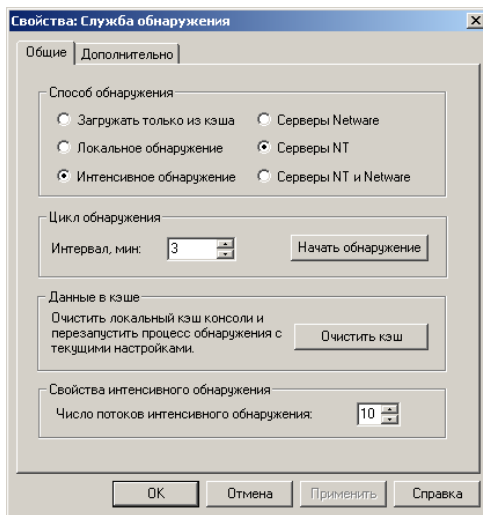 Свойства: Служба обнаружения
Общие Дополнительно
Способ обнаружения
Загружать только из кэша Серверы Netware
Локальное обнаружение Серверы NT
Интенсивное обнаружение Серверы NT и Netware
Цикл обнаружения
Интервал, мин: 3 Начать обнаружение
Данные в кэше
Очистить локальный кэш консоли и
перезапустить процесс обнаружения с
текущими настройками.
Очистить кэш
Свойства интенсивного обнаружения
Число потоков интенсивного обнаружения: 10
OK Отмена Применить Справка